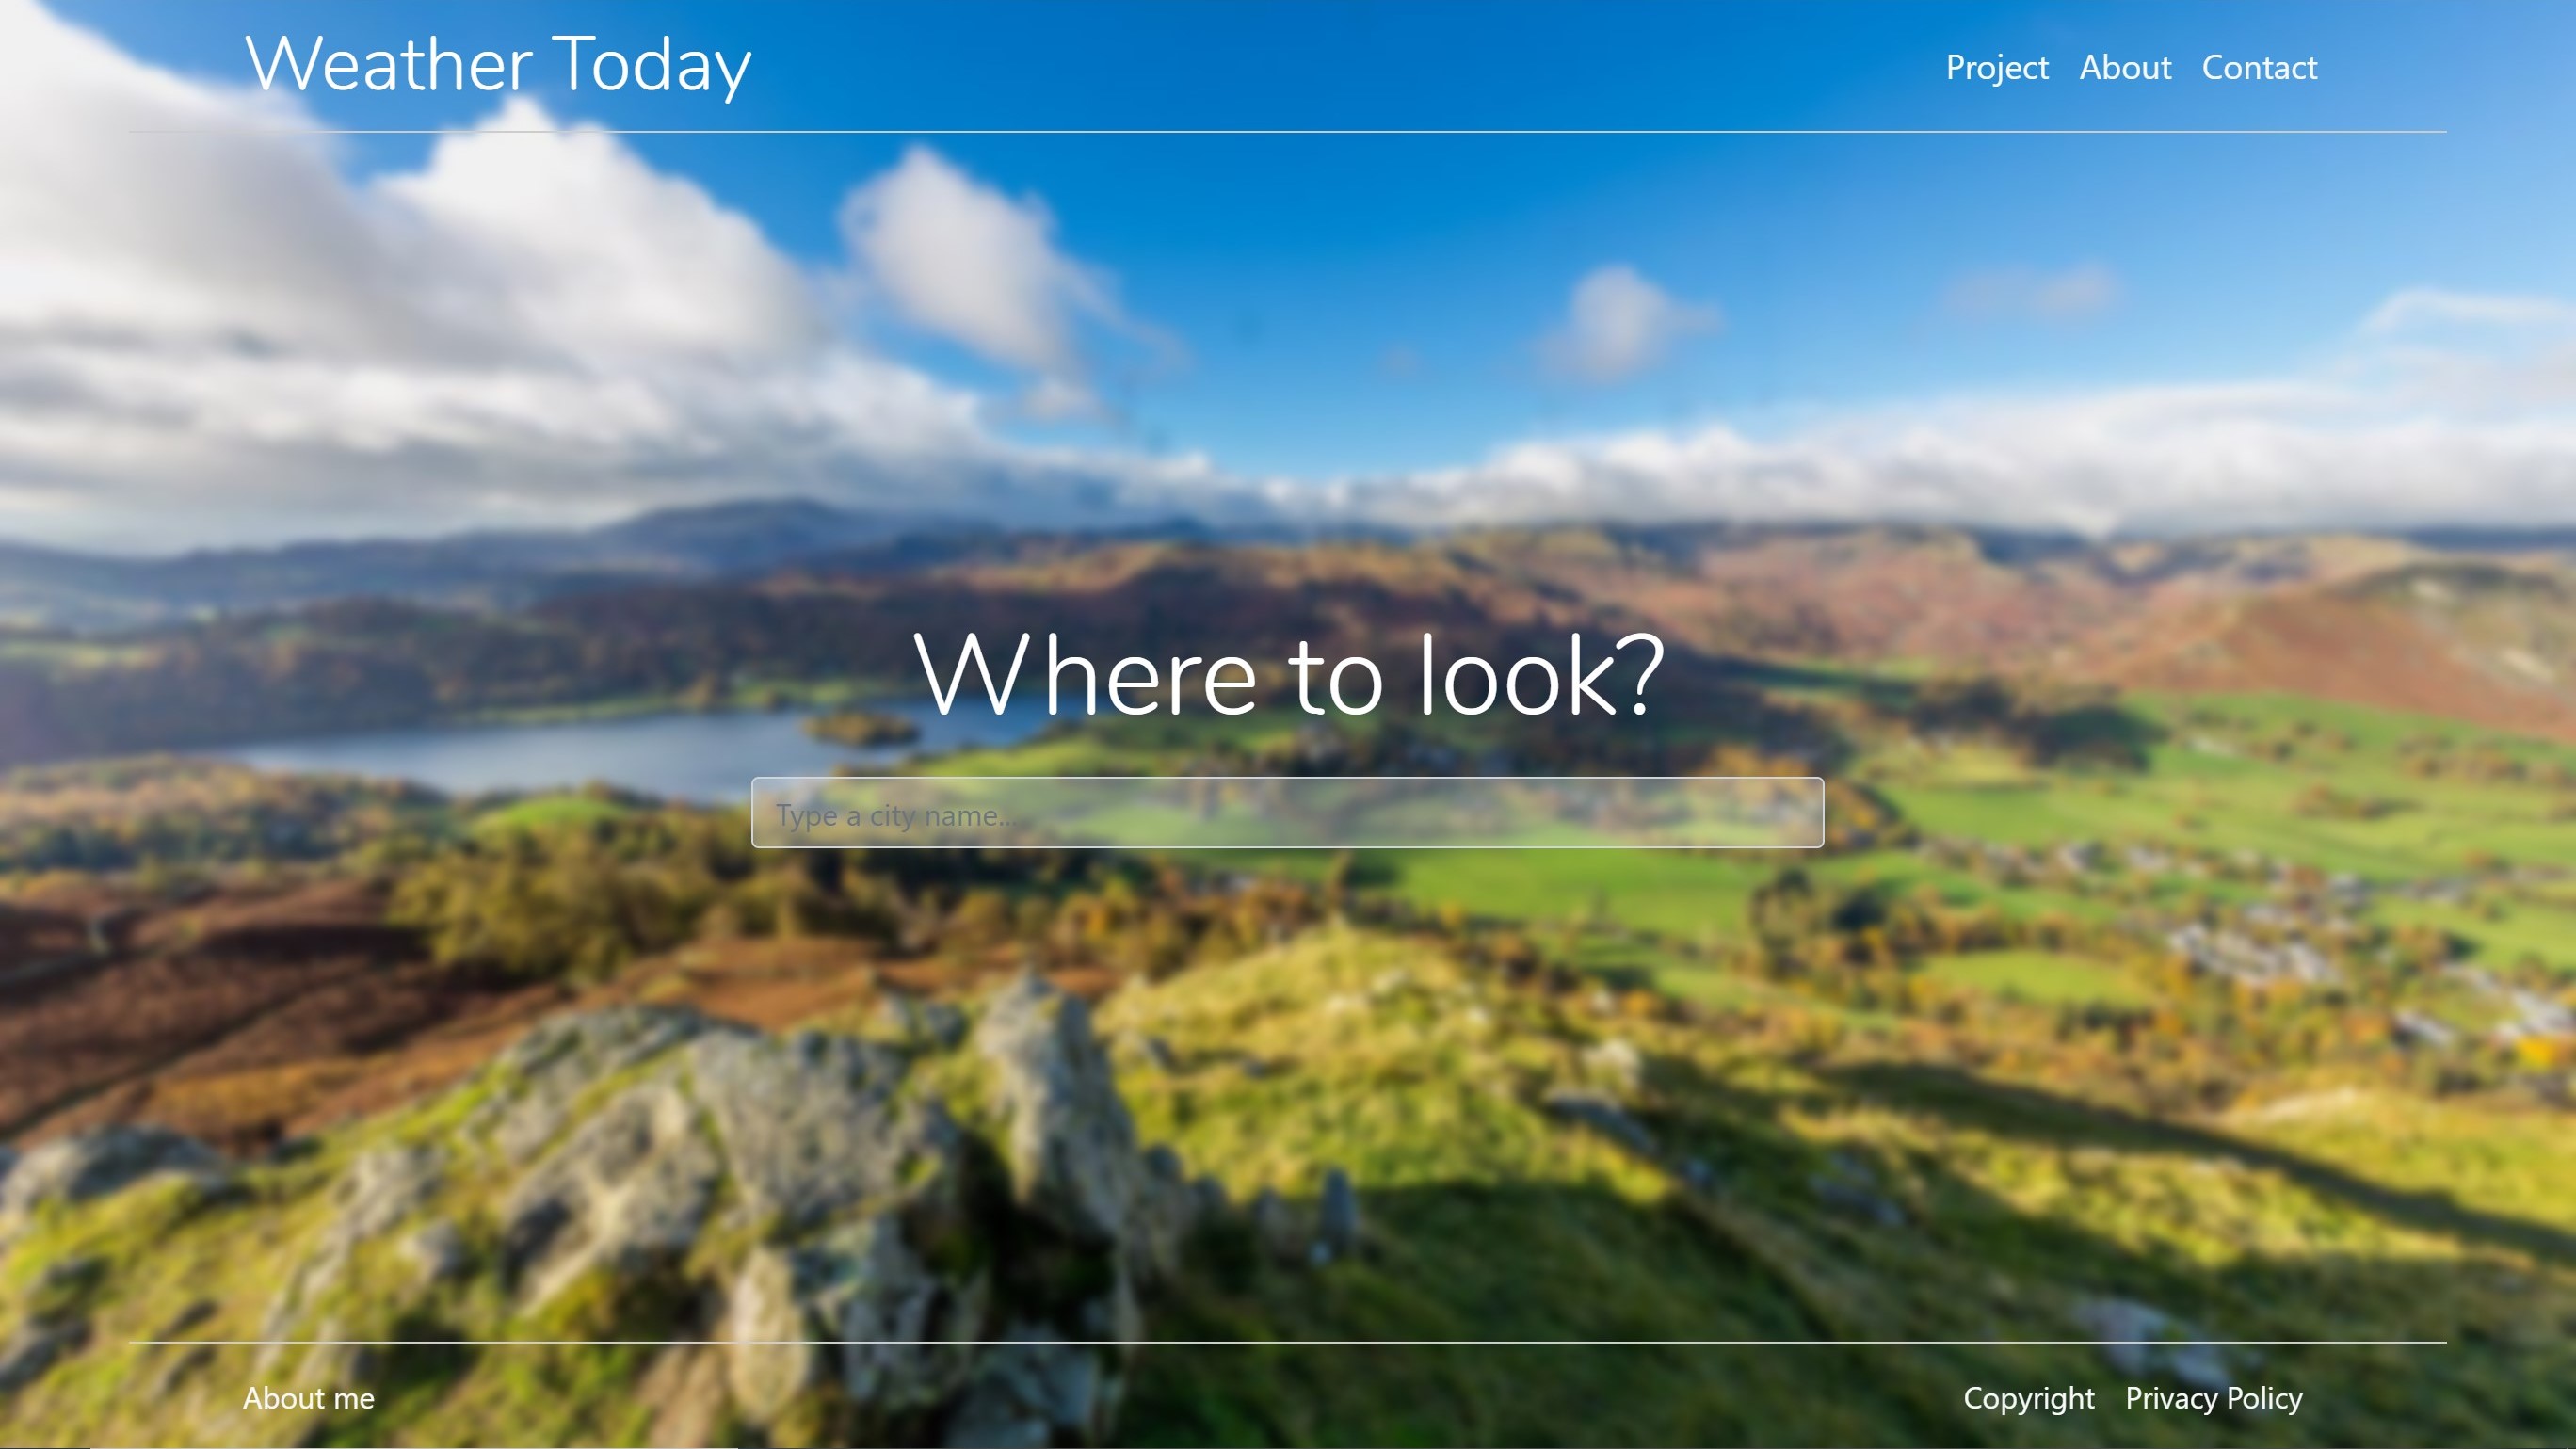 Weather Today
Project About Contact
Where to look?
Type a city name...
About me
Copyright Privacy Policy